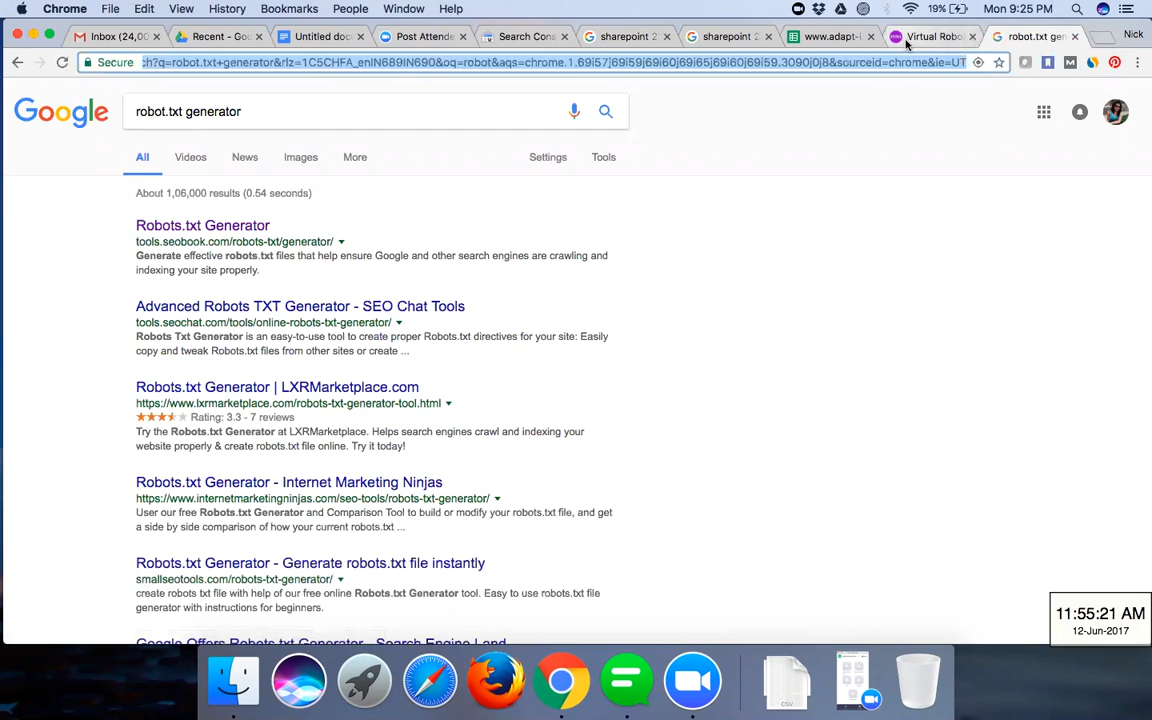 Chrome File Edit View History Bookmarks People Window Help 19% Mon 9:25 PM
Inbox (24,00 Recent - Goo Untitled doc Post Attende Search Cons sharepoint 2 sharepoint 2 www.adapt-i Virtual Robo robot.txt gen Nick
Secure ch?q=robot.txt+generator&rlz=1C5CHFA_enIN689IN690&oq=robot&aqs=chrome.1.69i57j69i59j69i60j69i65j69i60j69i59.3090j0j8&sourceid=chrome&ie=UT
Google robot.txt generator
All Videos News Images More Settings Tools
About 1,06,000 results (0.54 seconds)
Robots.txt Generator
tools.seobook.com/robots-txt/generator/
Generate effective robots.txt files that help ensure Google and other search engines are crawling and
indexing your site properly.
Advanced Robots TXT Generator - SEO Chat Tools
tools.seochat.com/tools/online-robots-txt-generator/
Robots Txt Generator is an easy-to-use tool to create proper Robots.txt directives for your site: Easily
copy and tweak Robots.txt files from other sites or create ...
Robots.txt Generator | LXRMarketplace.com
https://www.lxrmarketplace.com/robots-txt-generator-tool.html
Rating: 3.3 - 7 reviews
Try the Robots.txt Generator at LXRMarketplace. Helps search engines crawl and indexing your
website properly & create robots.txt file online. Try it today!
Robots.txt Generator - Internet Marketing Ninjas
https://www.internetmarketingninjas.com/seo-tools/robots-txt-generator/
User our free Robots.txt Generator and Comparison Tool to build or modify your robots.txt file, and get
a side by side comparison of how your current robots.txt ...
Robots.txt Generator - Generate robots.txt file instantly
smallseotools.com/robots-txt-generator/
create robots txt file with help of our free online Robots.txt Generator tool. Easy to use robots.txt file
generator with instructions for beginners.
Google Offers Robots.txt Generator - Search Engine Land
11:55:21 AM
12-Jun-2017
CSV